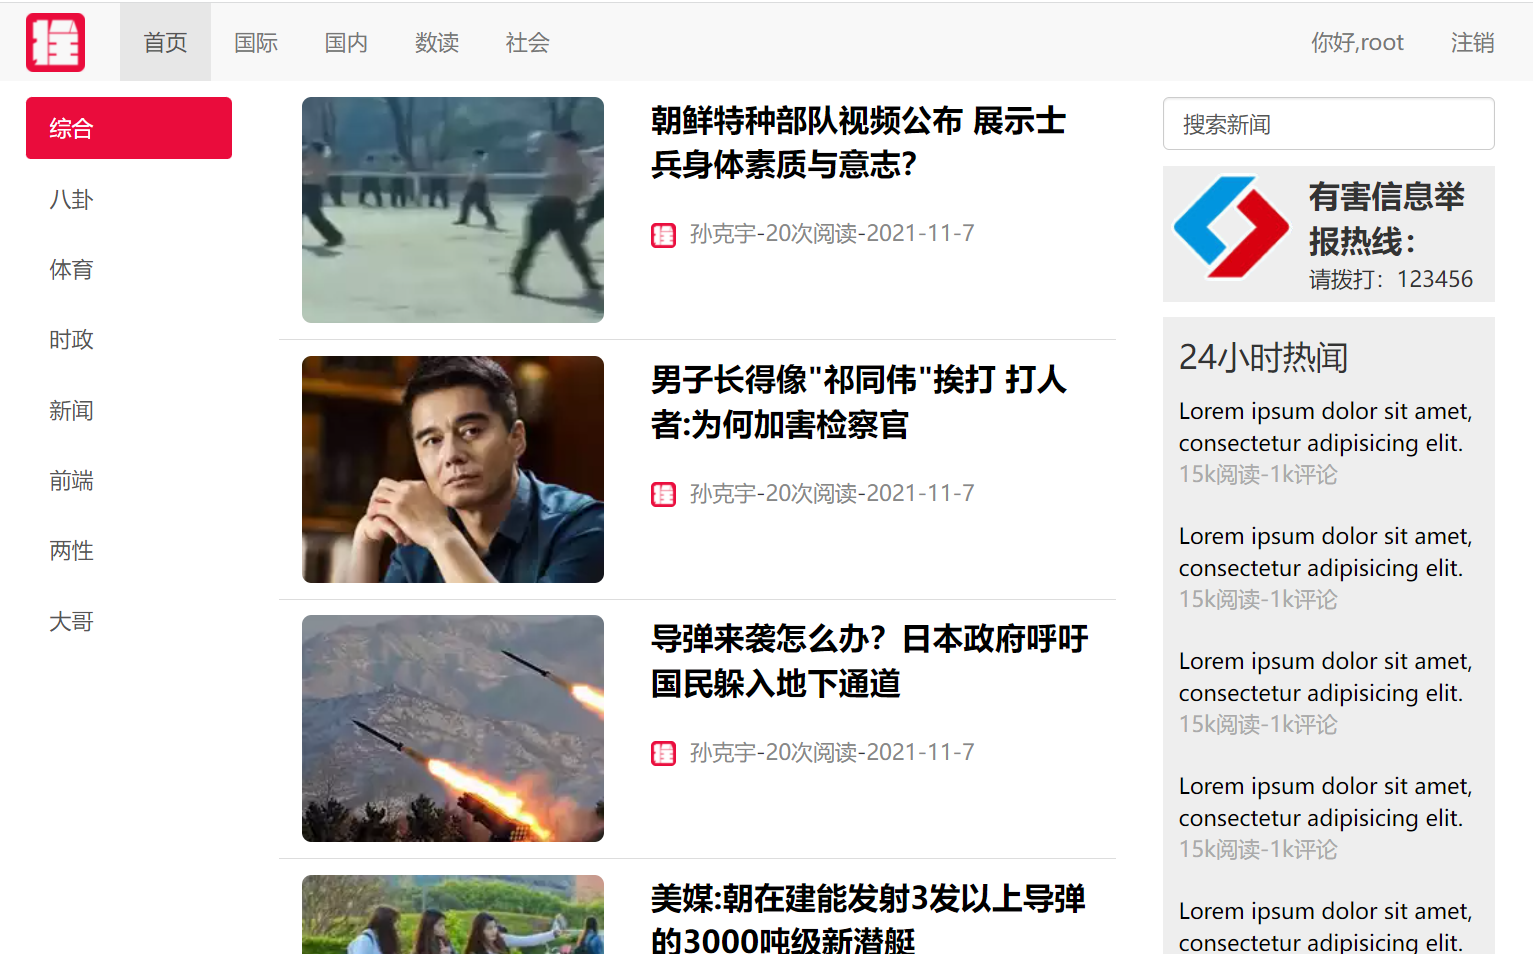 首页 国际 国内 数读 社会 你好,root 注销
综合
八卦
体育
时政
新闻
前端
两性
大哥
朝鲜特种部队视频公布 展示士
兵身体素质与意志?
孙克宇-20次阅读-2021-11-7
男子长得像"祁同伟"挨打 打人
者:为何加害检察官
孙克宇-20次阅读-2021-11-7
导弹来袭怎么办？日本政府呼吁
国民躲入地下通道
孙克宇-20次阅读-2021-11-7
美媒:朝在建能发射3发以上导弹
的3000吨级新潜艇
搜索新闻
有害信息举
报热线：
请拨打：123456
24小时热闻
Lorem ipsum dolor sit amet,
consectetur adipisicing elit.
15k阅读-1k评论
Lorem ipsum dolor sit amet,
consectetur adipisicing elit.
15k阅读-1k评论
Lorem ipsum dolor sit amet,
consectetur adipisicing elit.
15k阅读-1k评论
Lorem ipsum dolor sit amet,
consectetur adipisicing elit.
15k阅读-1k评论
Lorem ipsum dolor sit amet,
consectetur adipisicing elit.